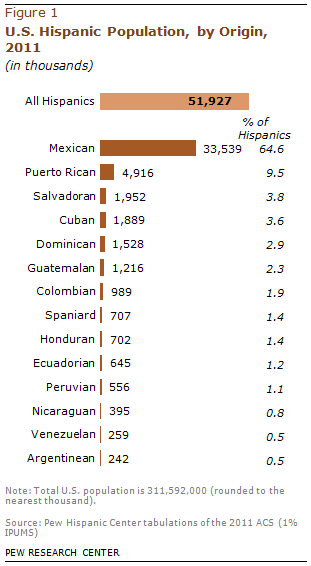 Figure 1
U.S. Hispanic Population, by Origin,
2011
(in thousands)
All Hispanics 51,927
% of
Hispanics
Mexican 33,539 64.6
Puerto Rican 4,916 9.5
Salvadoran 1,952 3.8
Cuban 1,889 3.6
Dominican 1,528 2.9
Guatemalan 1,216 2.3
Colombian 989 1.9
Spaniard 707 1.4
Honduran 702 1.4
Ecuadorian 645 1.2
Peruvian 556 1.1
Nicaraguan 395 0.8
Venezuelan 259 0.5
Argentinean 242 0.5
Note: Total U.S. population is 311,592,000 (rounded to the
nearest thousand).
Source: Pew Hispanic Center tabulations of the 2011 ACS (1%
IPUMS)
PEW RESEARCH CENTER